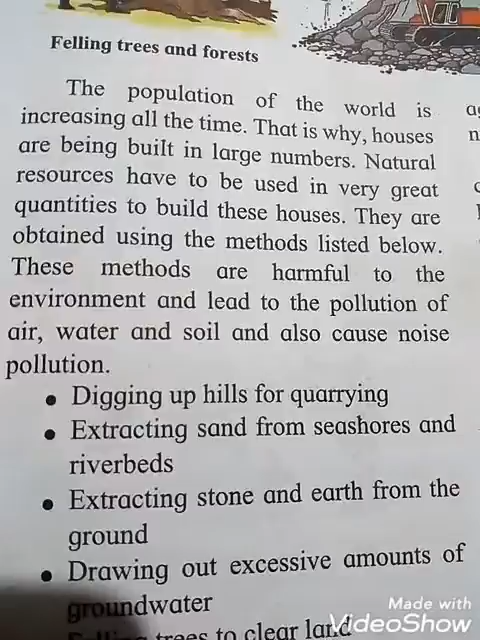 Felling trees and forests
The population of the world is
increasing all the time. That is why, houses
are being built in large numbers. Natural
resources have to be used in very great
quantities to build these houses. They are
obtained using the methods listed below.
These methods are harmful to the
environment and lead to the pollution of
air, water and soil and also cause noise
pollution.
• Digging up hills for quarrying
• Extracting sand from seashores and
riverbeds
• Extracting stone and earth from the
ground
• Drawing out excessive amounts of
groundwater
trees to clear land
Made with
VideoShow